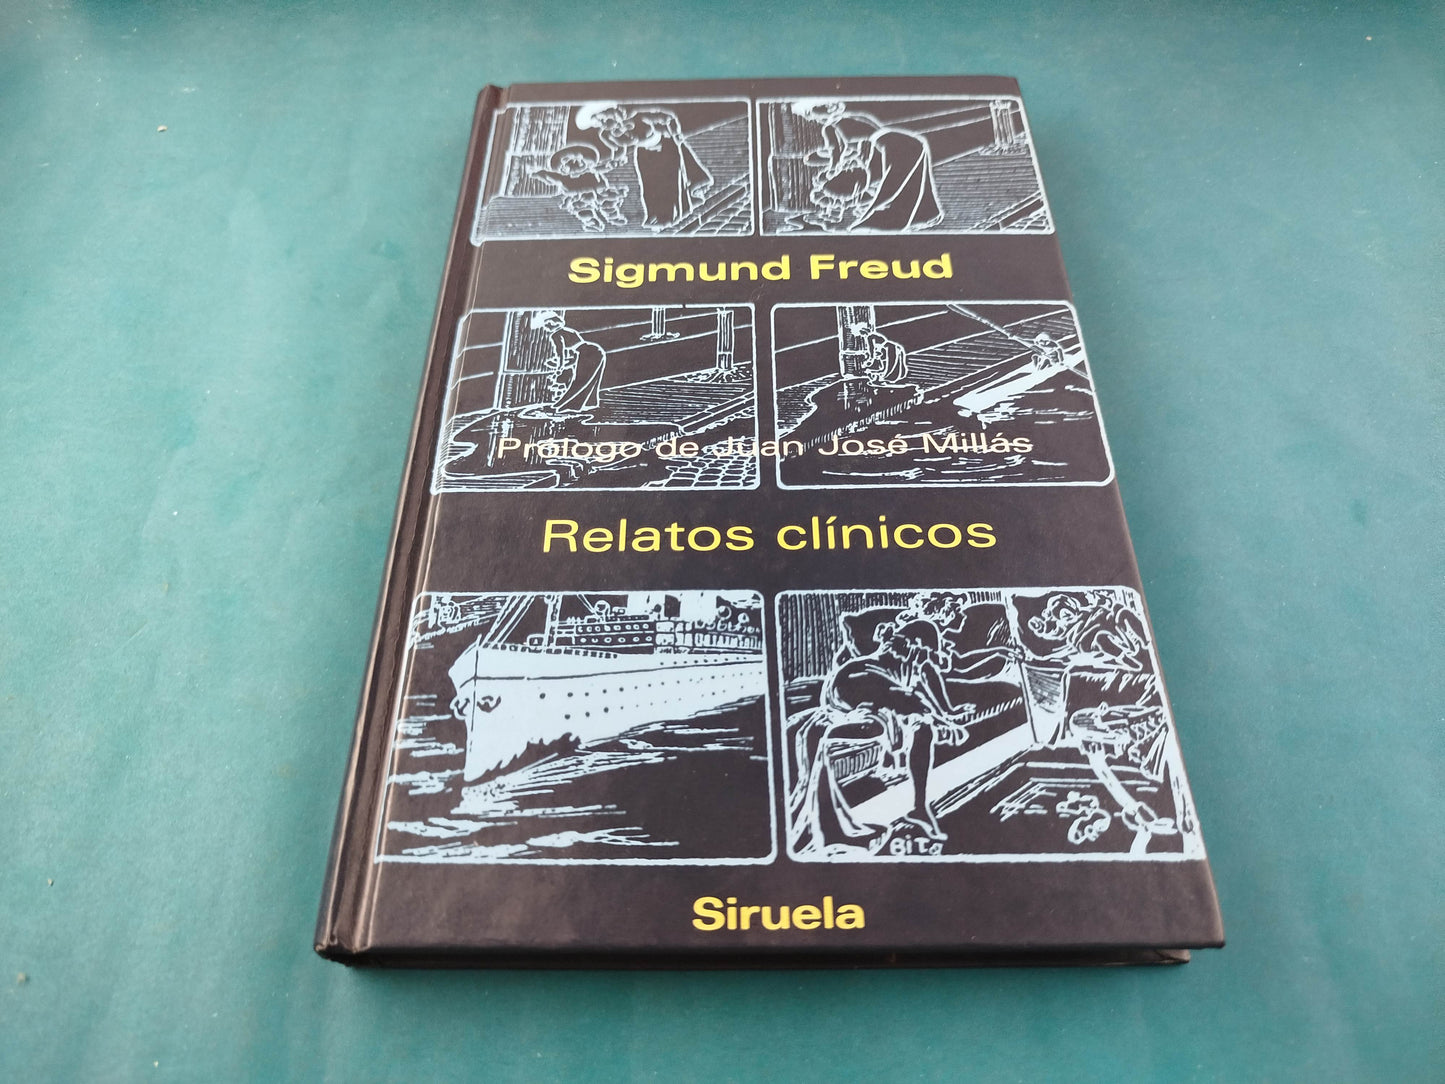 Sigmund Freud
Prólogo de Juan José Millás
Relatos clínicos
Siruela